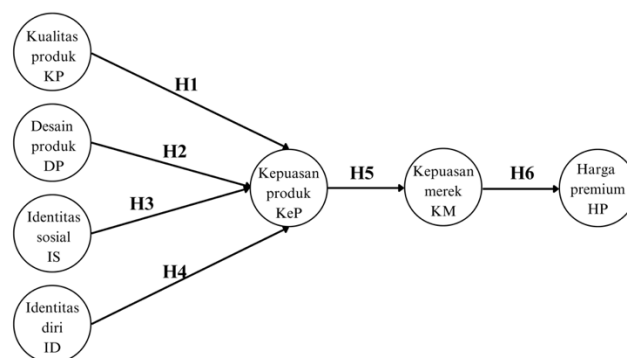 Kualitas
produk
KP
H1
Desain
produk
DP
H2
Identitas
sosial
IS
H3
Identitas
diri
ID
H4
Kepuasan
produk
KeP
H5
Kepuasan
merek
KM
H6
Harga
premium
HP